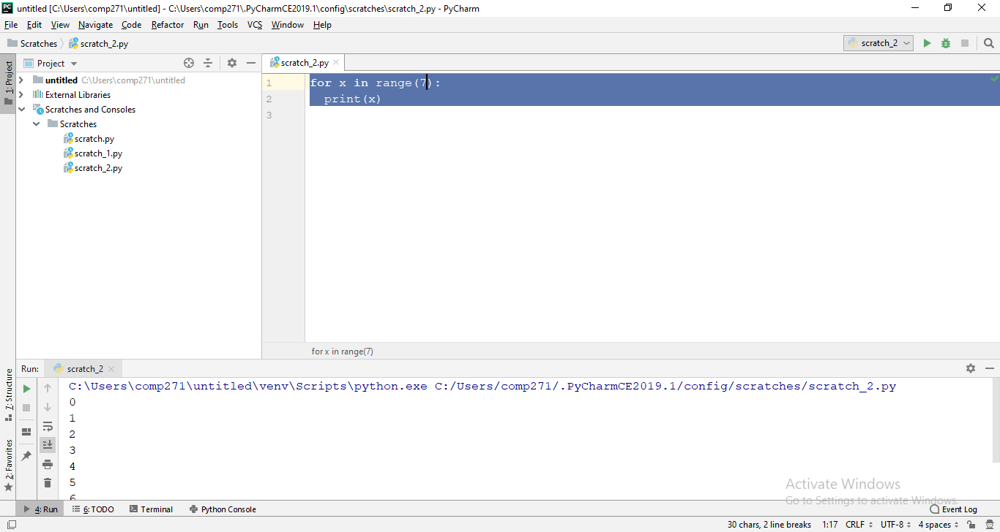 untitled [C:\Users\comp271\untitled] - C:\Users\comp271\.PyCharmCE2019.1\config\scratches\scratch_2.py - PyCharm
File Edit View Navigate Code Refactor Run Tools VCS Window Help
Scratches scratch_2.py scratch_2
1: Project
Project
scratch_2.py
untitled C:\Users\comp271\untitled
External Libraries
Scratches and Consoles
Scratches
scratch.py
scratch_1.py
scratch_2.py
1 for x in range(7):
2 print(x)
3
for x in range(7)
Run: scratch_2
7: Structure
2: Favorites
C:\Users\comp271\untitled\venv\Scripts\python.exe C:/Users/comp271/.PyCharmCE2019.1/config/scratches/scratch_2.py
0
1
2
3
4
5
6
Activate Windows
Go to Settings to activate Windows.
4: Run 6: TODO Terminal Python Console Event Log
30 chars, 2 line breaks 1:17 CRLF UTF-8 4 spaces